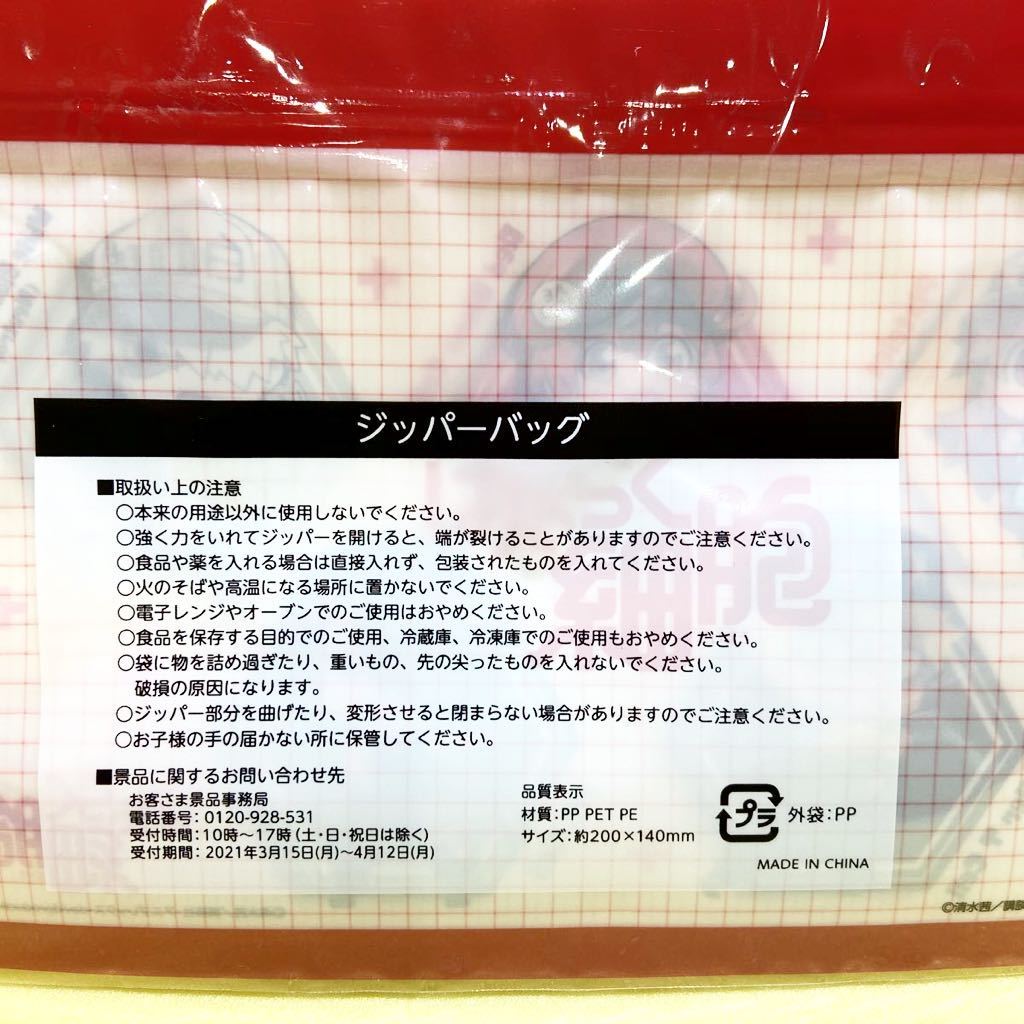 ジッパーバッグ
■取扱い上の注意
○本来の用途以外に使用しないでください。
○強く力をいれてジッパーを開けると、端が裂けることがありますのでご注意ください。
○食品や薬を入れる場合は直接入れず、包装されたものを入れてください。
○火のそばや高温になる場所に置かないでください。
○電子レンジやオーブンでのご使用はおやめください。
○食品を保存する目的でのご使用、冷蔵庫、冷凍庫でのご使用もおやめください。
○袋に物を詰め過ぎたり、重いもの、先の尖ったものを入れないでください。
破損の原因になります。
○ジッパー部分を曲げたり、変形させると閉まらない場合がありますのでご注意ください。
○お子様の手の届かない所に保管してください。
■景品に関するお問い合わせ先
お客さま景品事務局
電話番号：0120-928-531
受付時間：10時～17時（土・日・祝日は除く）
受付期間：2021年3月15日(月)～4月12日(月)
品質表示
材質：PP PET PE
サイズ：約200×140mm
プラ 外袋：PP
MADE IN CHINA
©清水茜／講談